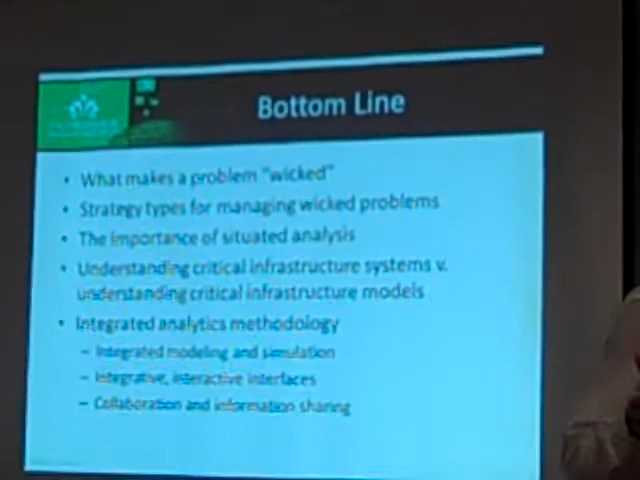 Bottom Line
• What makes a problem "wicked"
• Strategy types for managing wicked problems
• The importance of situated analysis
• Understanding critical infrastructure systems v.
understanding critical infrastructure models
• Integrated analytics methodology
– Integrated modeling and simulation
– Integrative, interactive interfaces
– Collaboration and information sharing